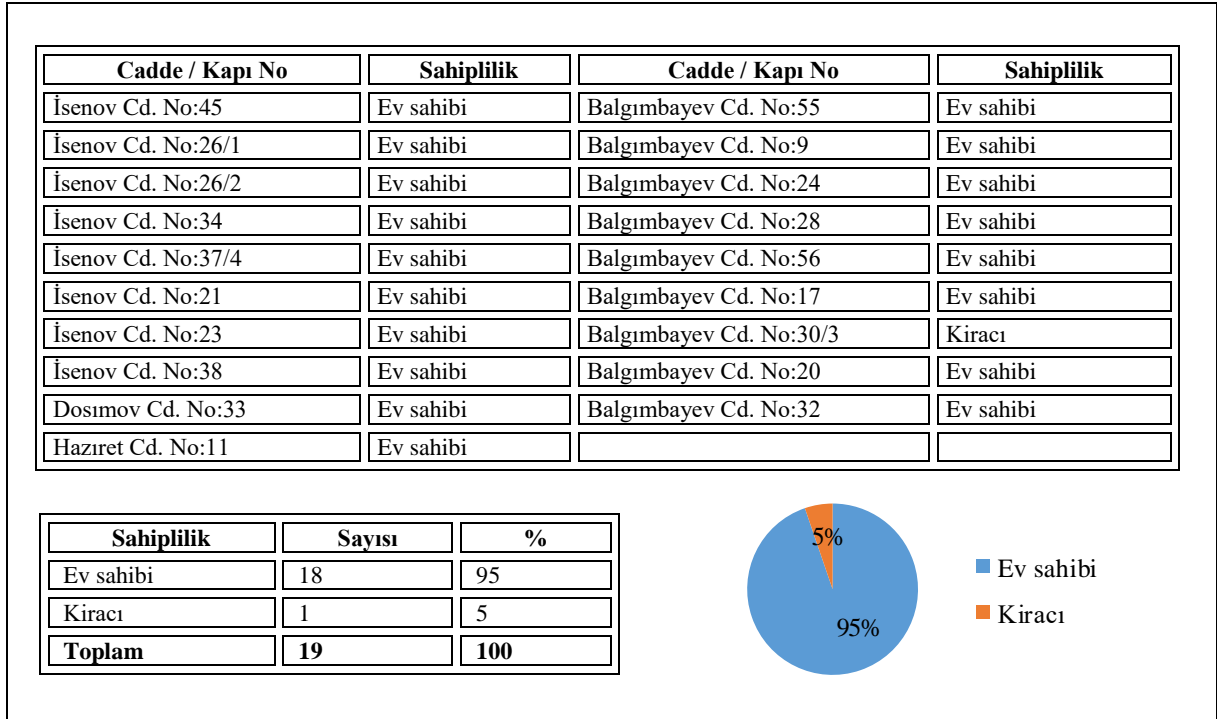 Cadde / Kapı No Sahiplilik Cadde / Kapı No Sahiplilik
İsenov Cd. No:45 Ev sahibi Balgımbayev Cd. No:55 Ev sahibi
İsenov Cd. No:26/1 Ev sahibi Balgımbayev Cd. No:9 Ev sahibi
İsenov Cd. No:26/2 Ev sahibi Balgımbayev Cd. No:24 Ev sahibi
İsenov Cd. No:34 Ev sahibi Balgımbayev Cd. No:28 Ev sahibi
İsenov Cd. No:37/4 Ev sahibi Balgımbayev Cd. No:56 Ev sahibi
İsenov Cd. No:21 Ev sahibi Balgımbayev Cd. No:17 Ev sahibi
İsenov Cd. No:23 Ev sahibi Balgımbayev Cd. No:30/3 Kiracı
İsenov Cd. No:38 Ev sahibi Balgımbayev Cd. No:20 Ev sahibi
Dosımov Cd. No:33 Ev sahibi Balgımbayev Cd. No:32 Ev sahibi
Hazıret Cd. No:11 Ev sahibi
Sahiplilik Sayısı %
Ev sahibi 18 95
Kiracı 1 5
Toplam 19 100
5%
95%
Ev sahibi
Kiracı